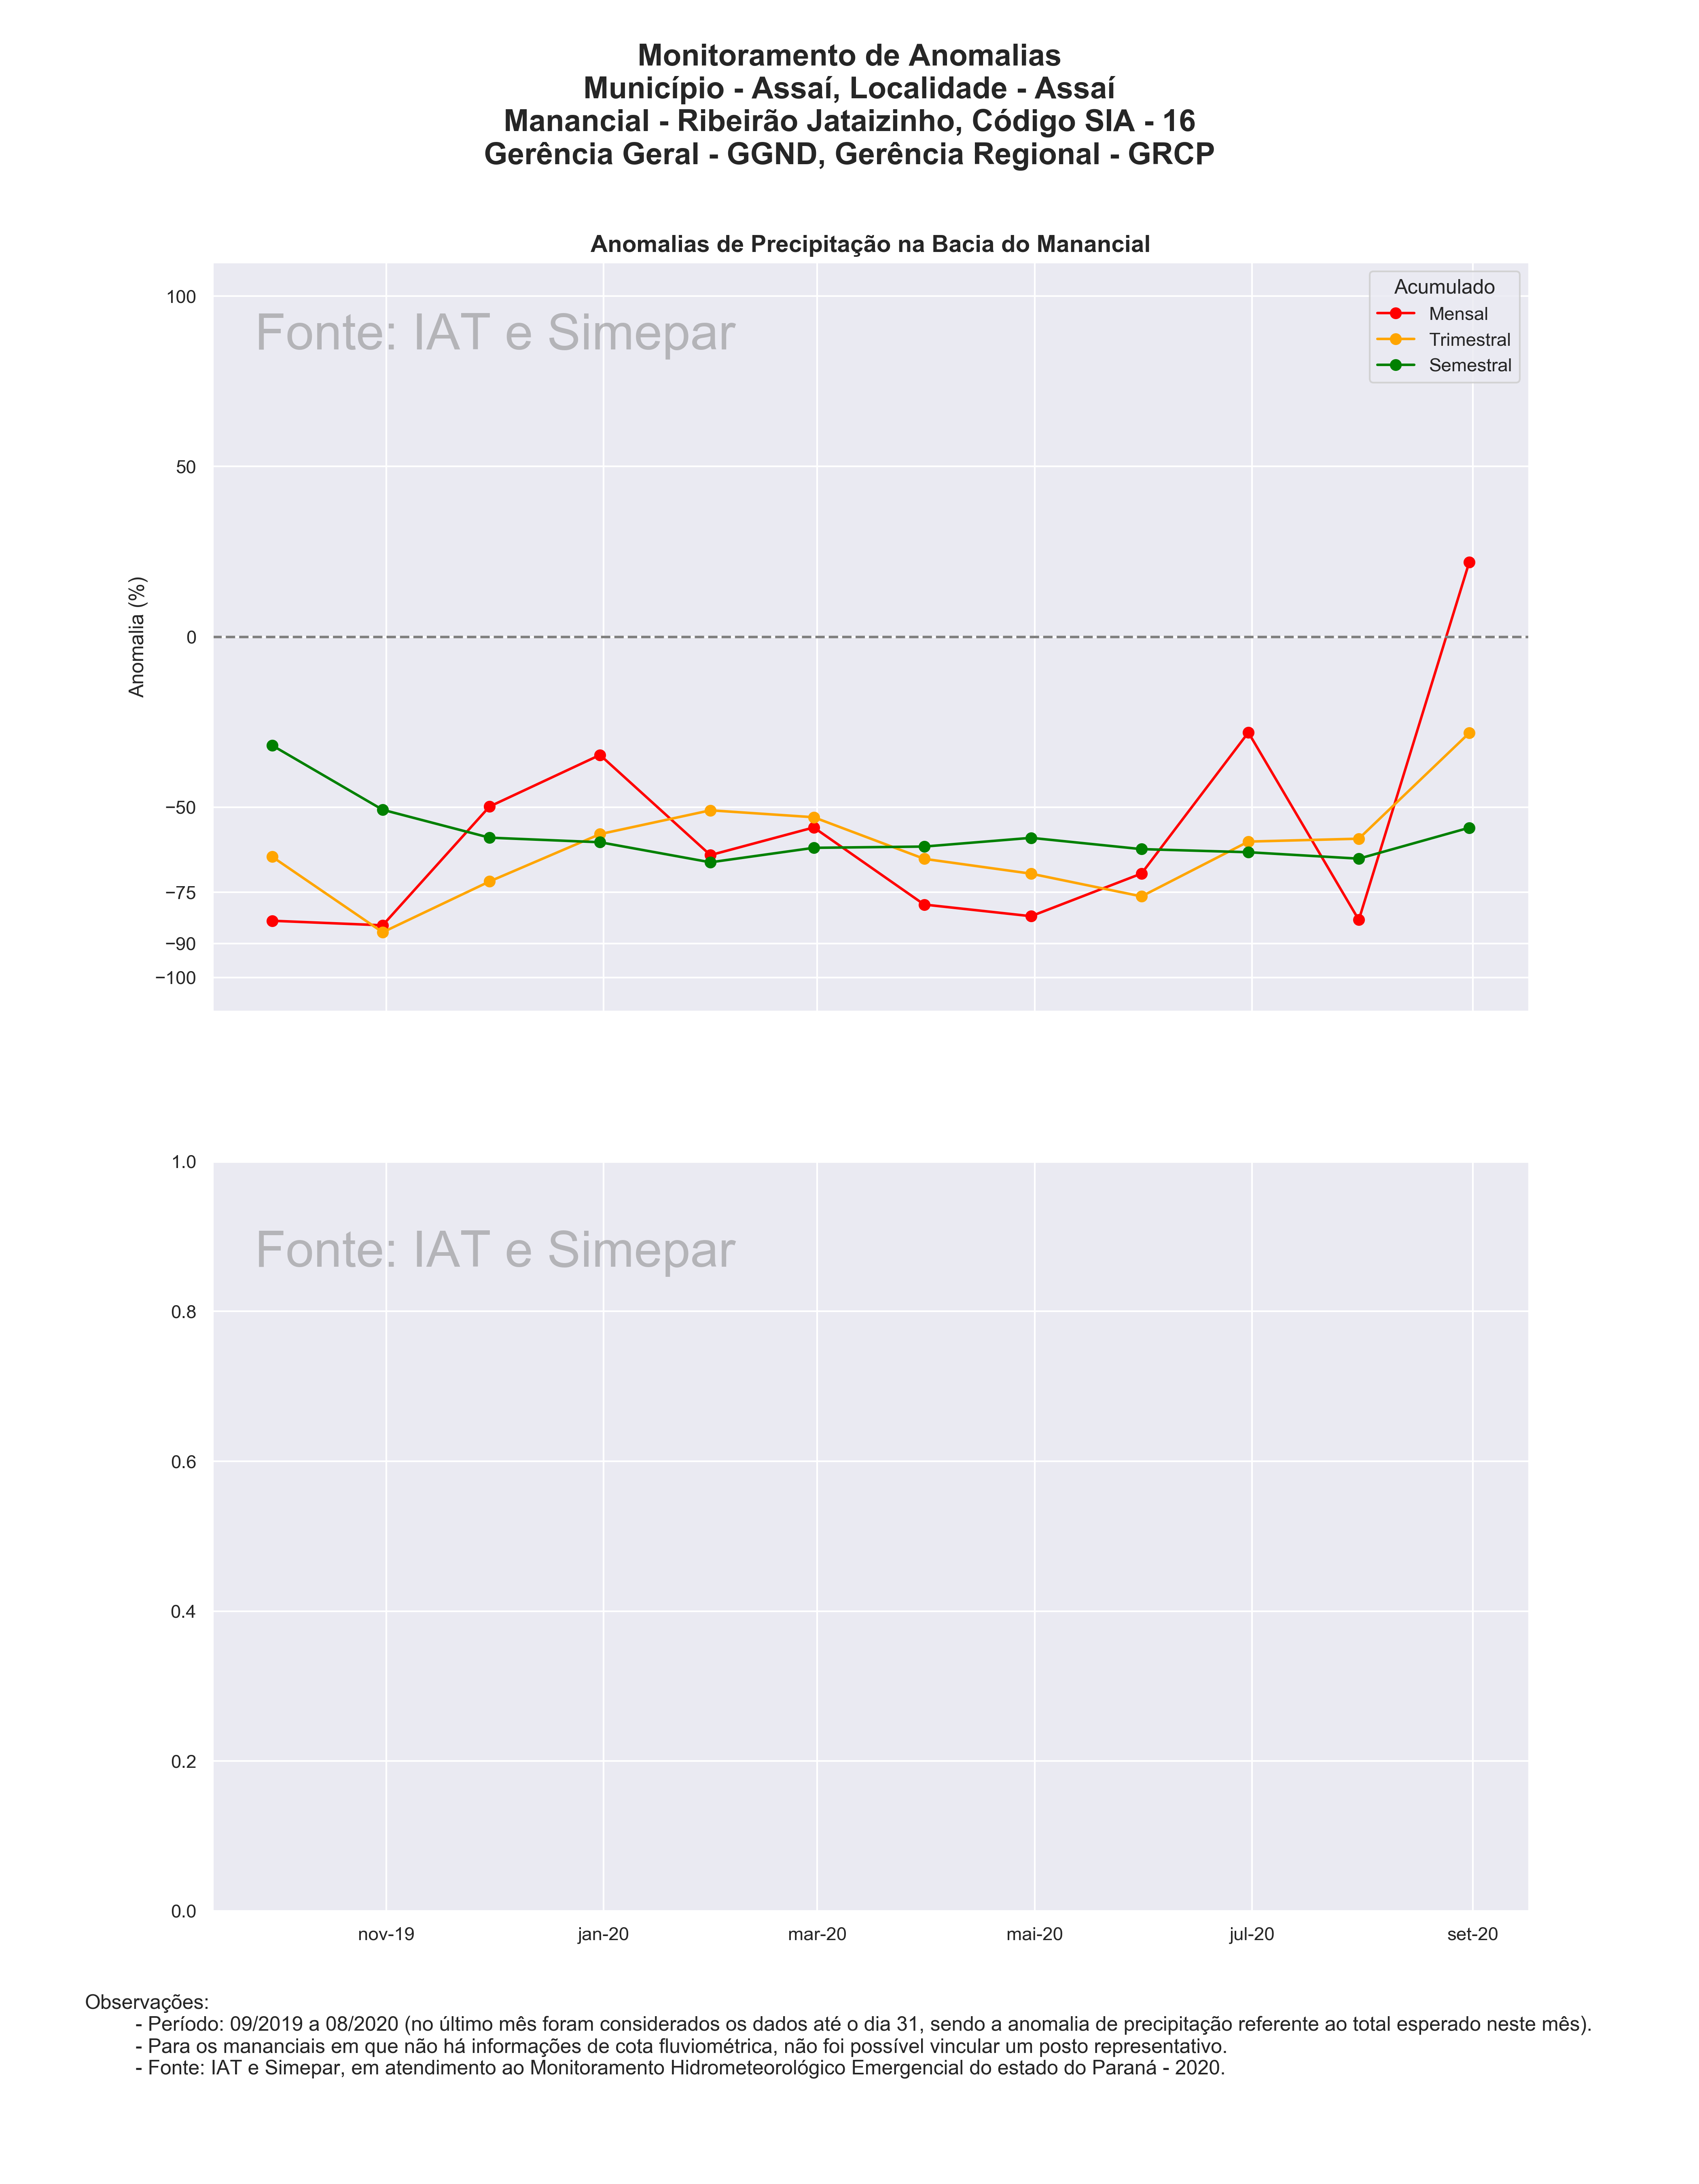 Monitoramento de Anomalias
Município - Assaí, Localidade - Assaí
Manancial - Ribeirão Jataizinho, Código SIA - 16
Gerência Geral - GGND, Gerência Regional - GRCP
Anomalias de Precipitação na Bacia do Manancial
Fonte: IAT e Simepar
Acumulado
Mensal
Trimestral
Semestral
Anomalia (%)
100
50
0
−50
−75
−90
−100
Fonte: IAT e Simepar
1.0
0.8
0.6
0.4
0.2
0.0
nov-19 jan-20 mar-20 mai-20 jul-20 set-20
Observações:
- Período: 09/2019 a 08/2020 (no último mês foram considerados os dados até o dia 31, sendo a anomalia de precipitação referente ao total esperado neste mês).
- Para os mananciais em que não há informações de cota fluviométrica, não foi possível vincular um posto representativo.
- Fonte: IAT e Simepar, em atendimento ao Monitoramento Hidrometeorológico Emergencial do estado do Paraná - 2020.